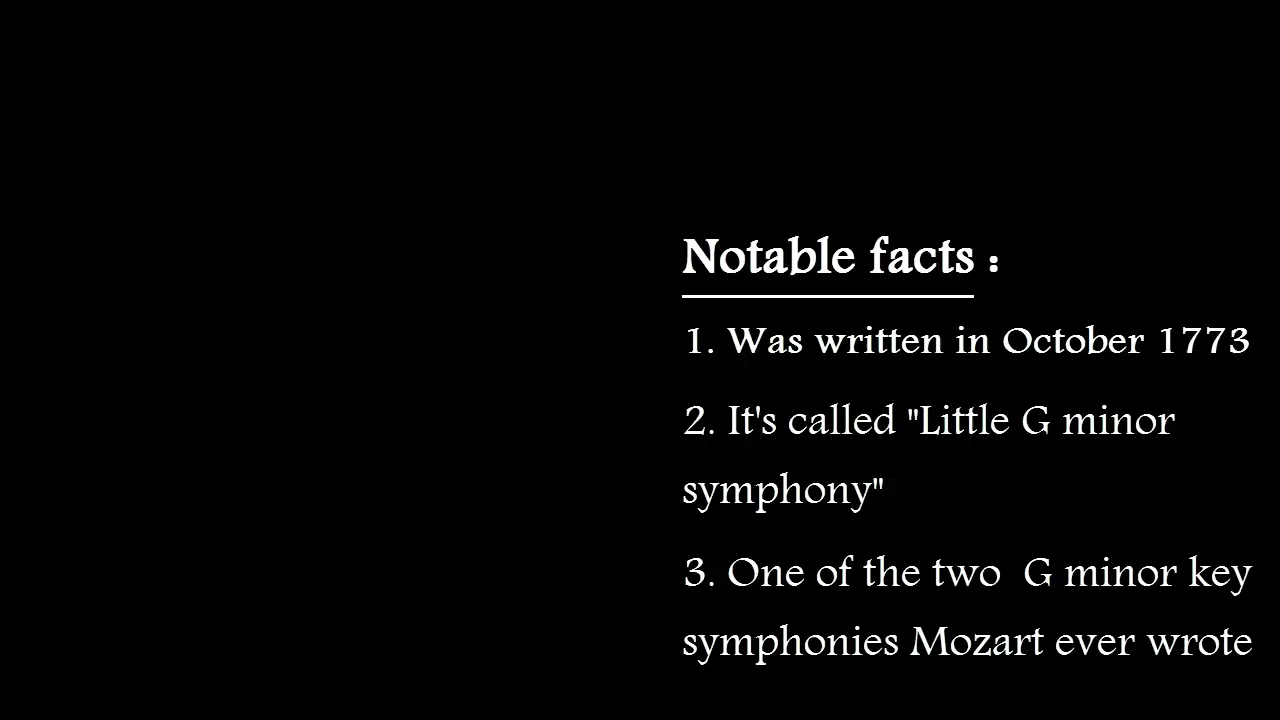 Notable facts :
1. Was written in October 1773
2. It's called "Little G minor
symphony"
3. One of the two  G minor key
symphonies Mozart ever wrote